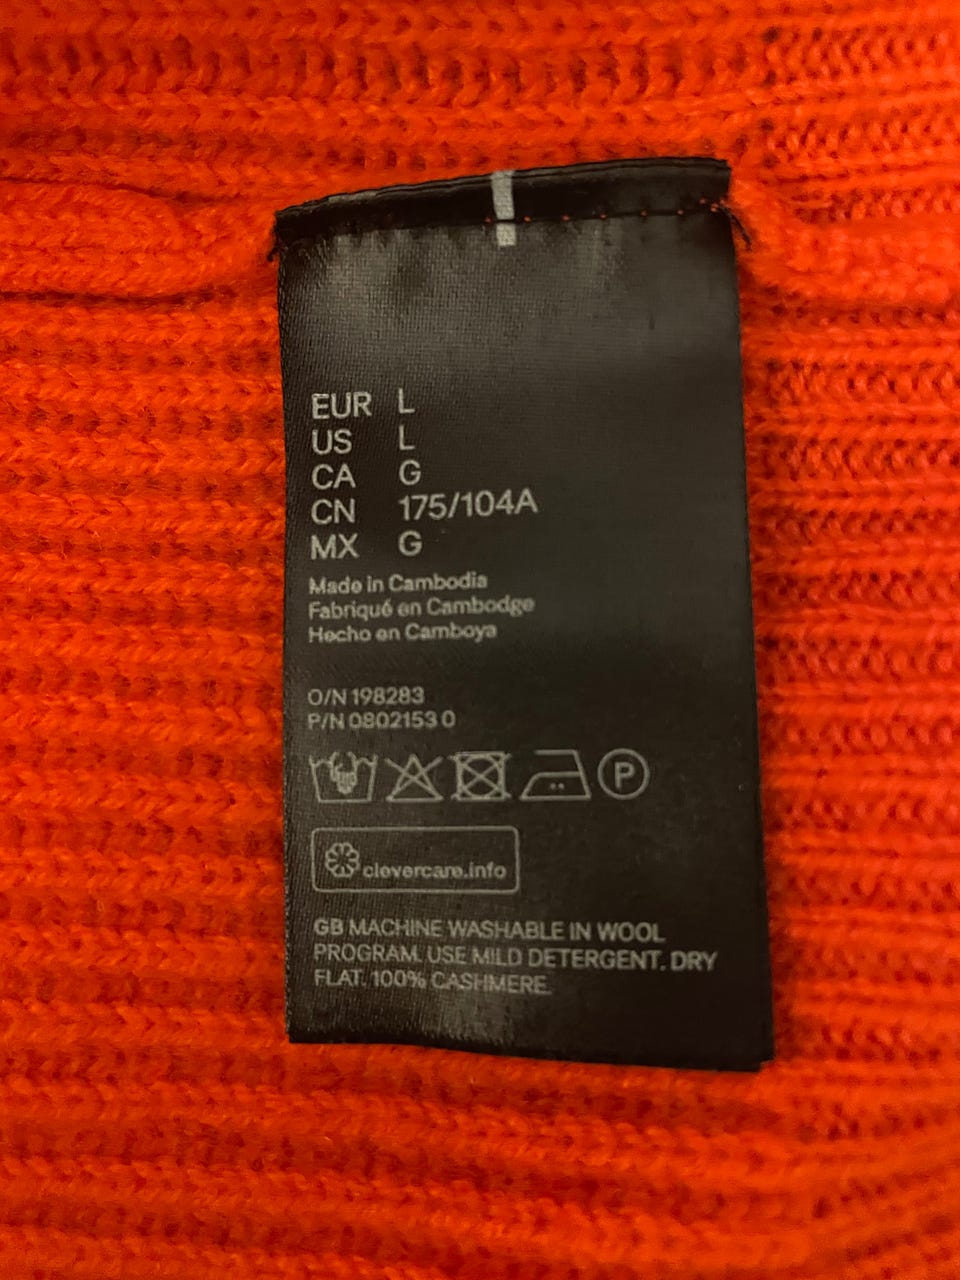 EUR L
US L
CA G
CN 175/104A
MX G
Made in Cambodia
Fabriqué en Cambodge
Hecho en Camboya
O/N 198283
P/N 0802153 0
P
clevercare.info
GB MACHINE WASHABLE IN WOOL
PROGRAM. USE MILD DETERGENT. DRY
FLAT. 100% CASHMERE.